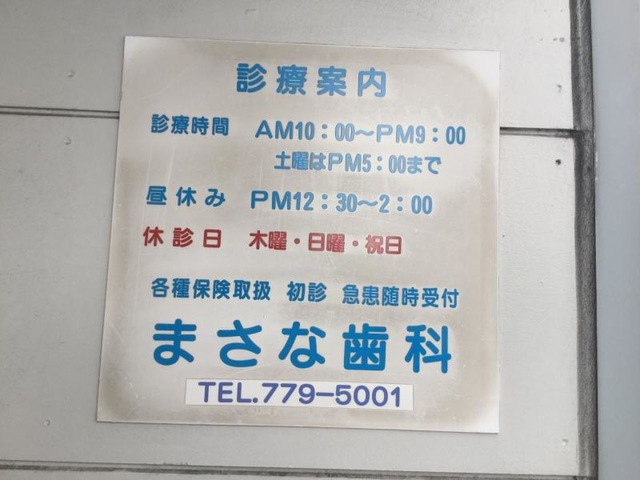 診療案内
診療時間 AM10：00〜PM9：00
土曜はPM5：00まで
昼休み PM12：30〜2：00
休診日 木曜・日曜・祝日
各種保険取扱 初診 急患随時受付
まさな歯科
TEL.779-5001